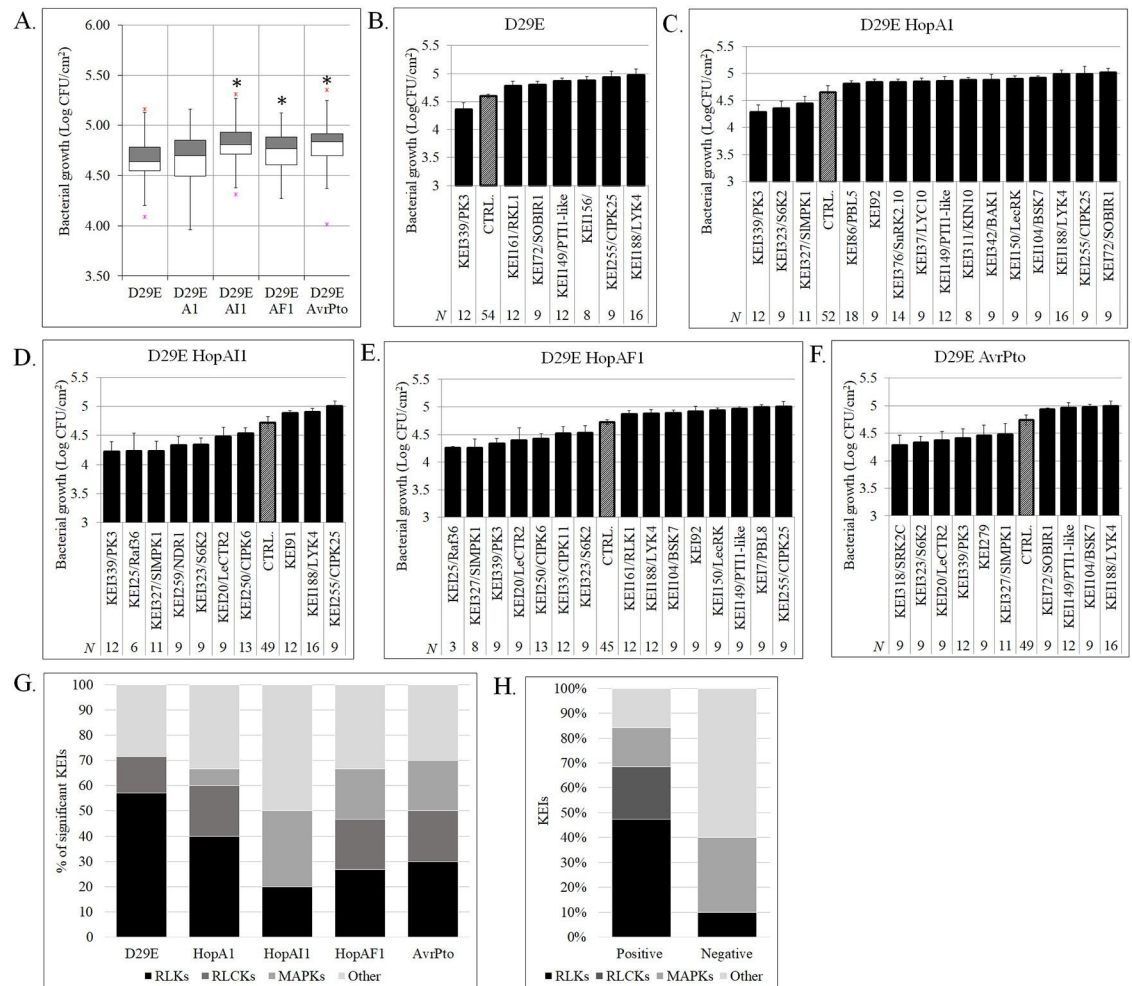 A.
Bacterial growth (Log CFU/cm²)
6.00
5.50
5.00
4.50
4.00
3.50
* * *
D29E
D29E A1
D29E AI1
D29E AF1
D29E AvrPto
B.
D29E
Bacterial growth (Log CFU/cm²)
5.5
5
4.5
4
3.5
3
KEI339/PK3
CTRL.
KEI161/RKL1
KEI72/SOBIR1
KEI149/PTI1-like
KEI156/
KEI255/CIPK25
KEI188/LYK4
N 12 54 12 9 12 8 9 16
C.
D29E HopA1
Bacterial growth (LogCFU/cm²)
5.5
5
4.5
4
3.5
3
KEI339/PK3
KEI323/S6K2
KEI327/SlMPK1
CTRL.
KEI86/PBL5
KEI92
KEI376/SnRK2.10
KEI37/LYC10
KEI149/PTI1-like
KEI311/KIN10
KEI342/BAK1
KEI150/LecRK
KEI104/BSK7
KEI188/LYK4
KEI255/CIPK25
KEI72/SOBIR1
N 12 9 11 52 18 9 14 9 12 8 9 9 9 16 9 9
D.
D29E HopAI1
Bacterial growth (Log CFU/cm²)
5.5
5
4.5
4
3.5
3
KEI339/PK3
KEI25/Raf36
KEI327/SlMPK1
KEI259/NDR1
KEI323/S6K2
KEI20/LeCTR2
KEI250/CIPK6
CTRL.
KEI91
KEI188/LYK4
KEI255/CIPK25
N 12 6 11 9 9 9 13 49 12 16 9
E.
D29E HopAF1
Bacterial growth (Log CFU/cm²)
5.5
5
4.5
4
3.5
3
KEI25/Raf36
KEI327/SlMPK1
KEI339/PK3
KEI20/LeCTR2
KEI250/CIPK6
KEI33/CIPK11
KEI323/S6K2
CTRL.
KEI161/RLK1
KEI188/LYK4
KEI104/BSK7
KEI92
KEI150/LecRK
KEI149/PTI1-like
KEI7/PBL8
KEI255/CIPK25
N 3 8 9 9 13 12 9 45 12 12 9 9 9 9 9 9
F.
D29E AvrPto
Bacterial growth (Log CFU/cm²)
5.5
5
4.5
4
3.5
3
KEI318/SRK2C
KEI323/S6K2
KEI20/LeCTR2
KEI339/PK3
KEI279
KEI327/SlMPK1
CTRL.
KEI72/SOBIR1
KEI149/PTI1-like
KEI104/BSK7
KEI188/LYK4
N 9 9 9 12 9 11 49 9 12 9 16
G.
% of significant KEIs
100
90
80
70
60
50
40
30
20
10
0
D29E HopA1 HopAI1 HopAF1 AvrPto
RLKs RLCKs MAPKs Other
H.
KEIs
100%
90%
80%
70%
60%
50%
40%
30%
20%
10%
0%
Positive Negative
RLKs RLCKs MAPKs Other